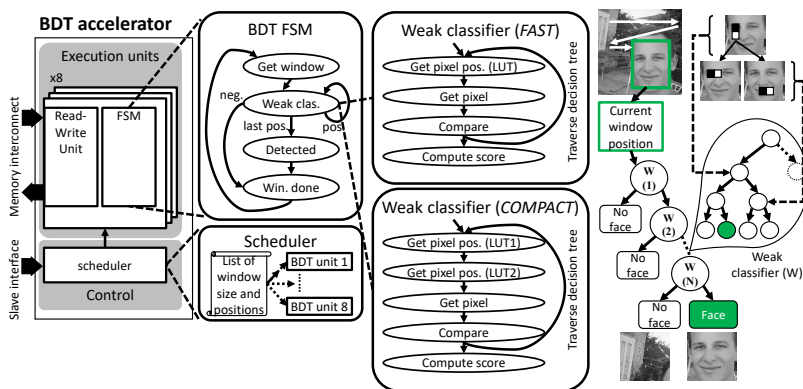 BDT accelerator
Execution units
x8
Read-
Write
Unit
FSM
Memory interconnect
Slave interface
scheduler
Control
BDT FSM
Get window
neg.
Weak clas.
last pos.
pos.
Detected
Win. done
Scheduler
List of
window
size and
positions
BDT unit 1
BDT unit 8
Weak classifier (FAST)
Get pixel pos. (LUT)
Get pixel
Compare
Compute score
Traverse decision tree
Weak classifier (COMPACT)
Get pixel pos. (LUT1)
Get pixel pos. (LUT2)
Get pixel
Compare
Compute score
Traverse decision tree
Current
window
position
W
(1)
No
face
W
(2)
No
face
W
(N)
No
face
Face
Weak
classifier (W)